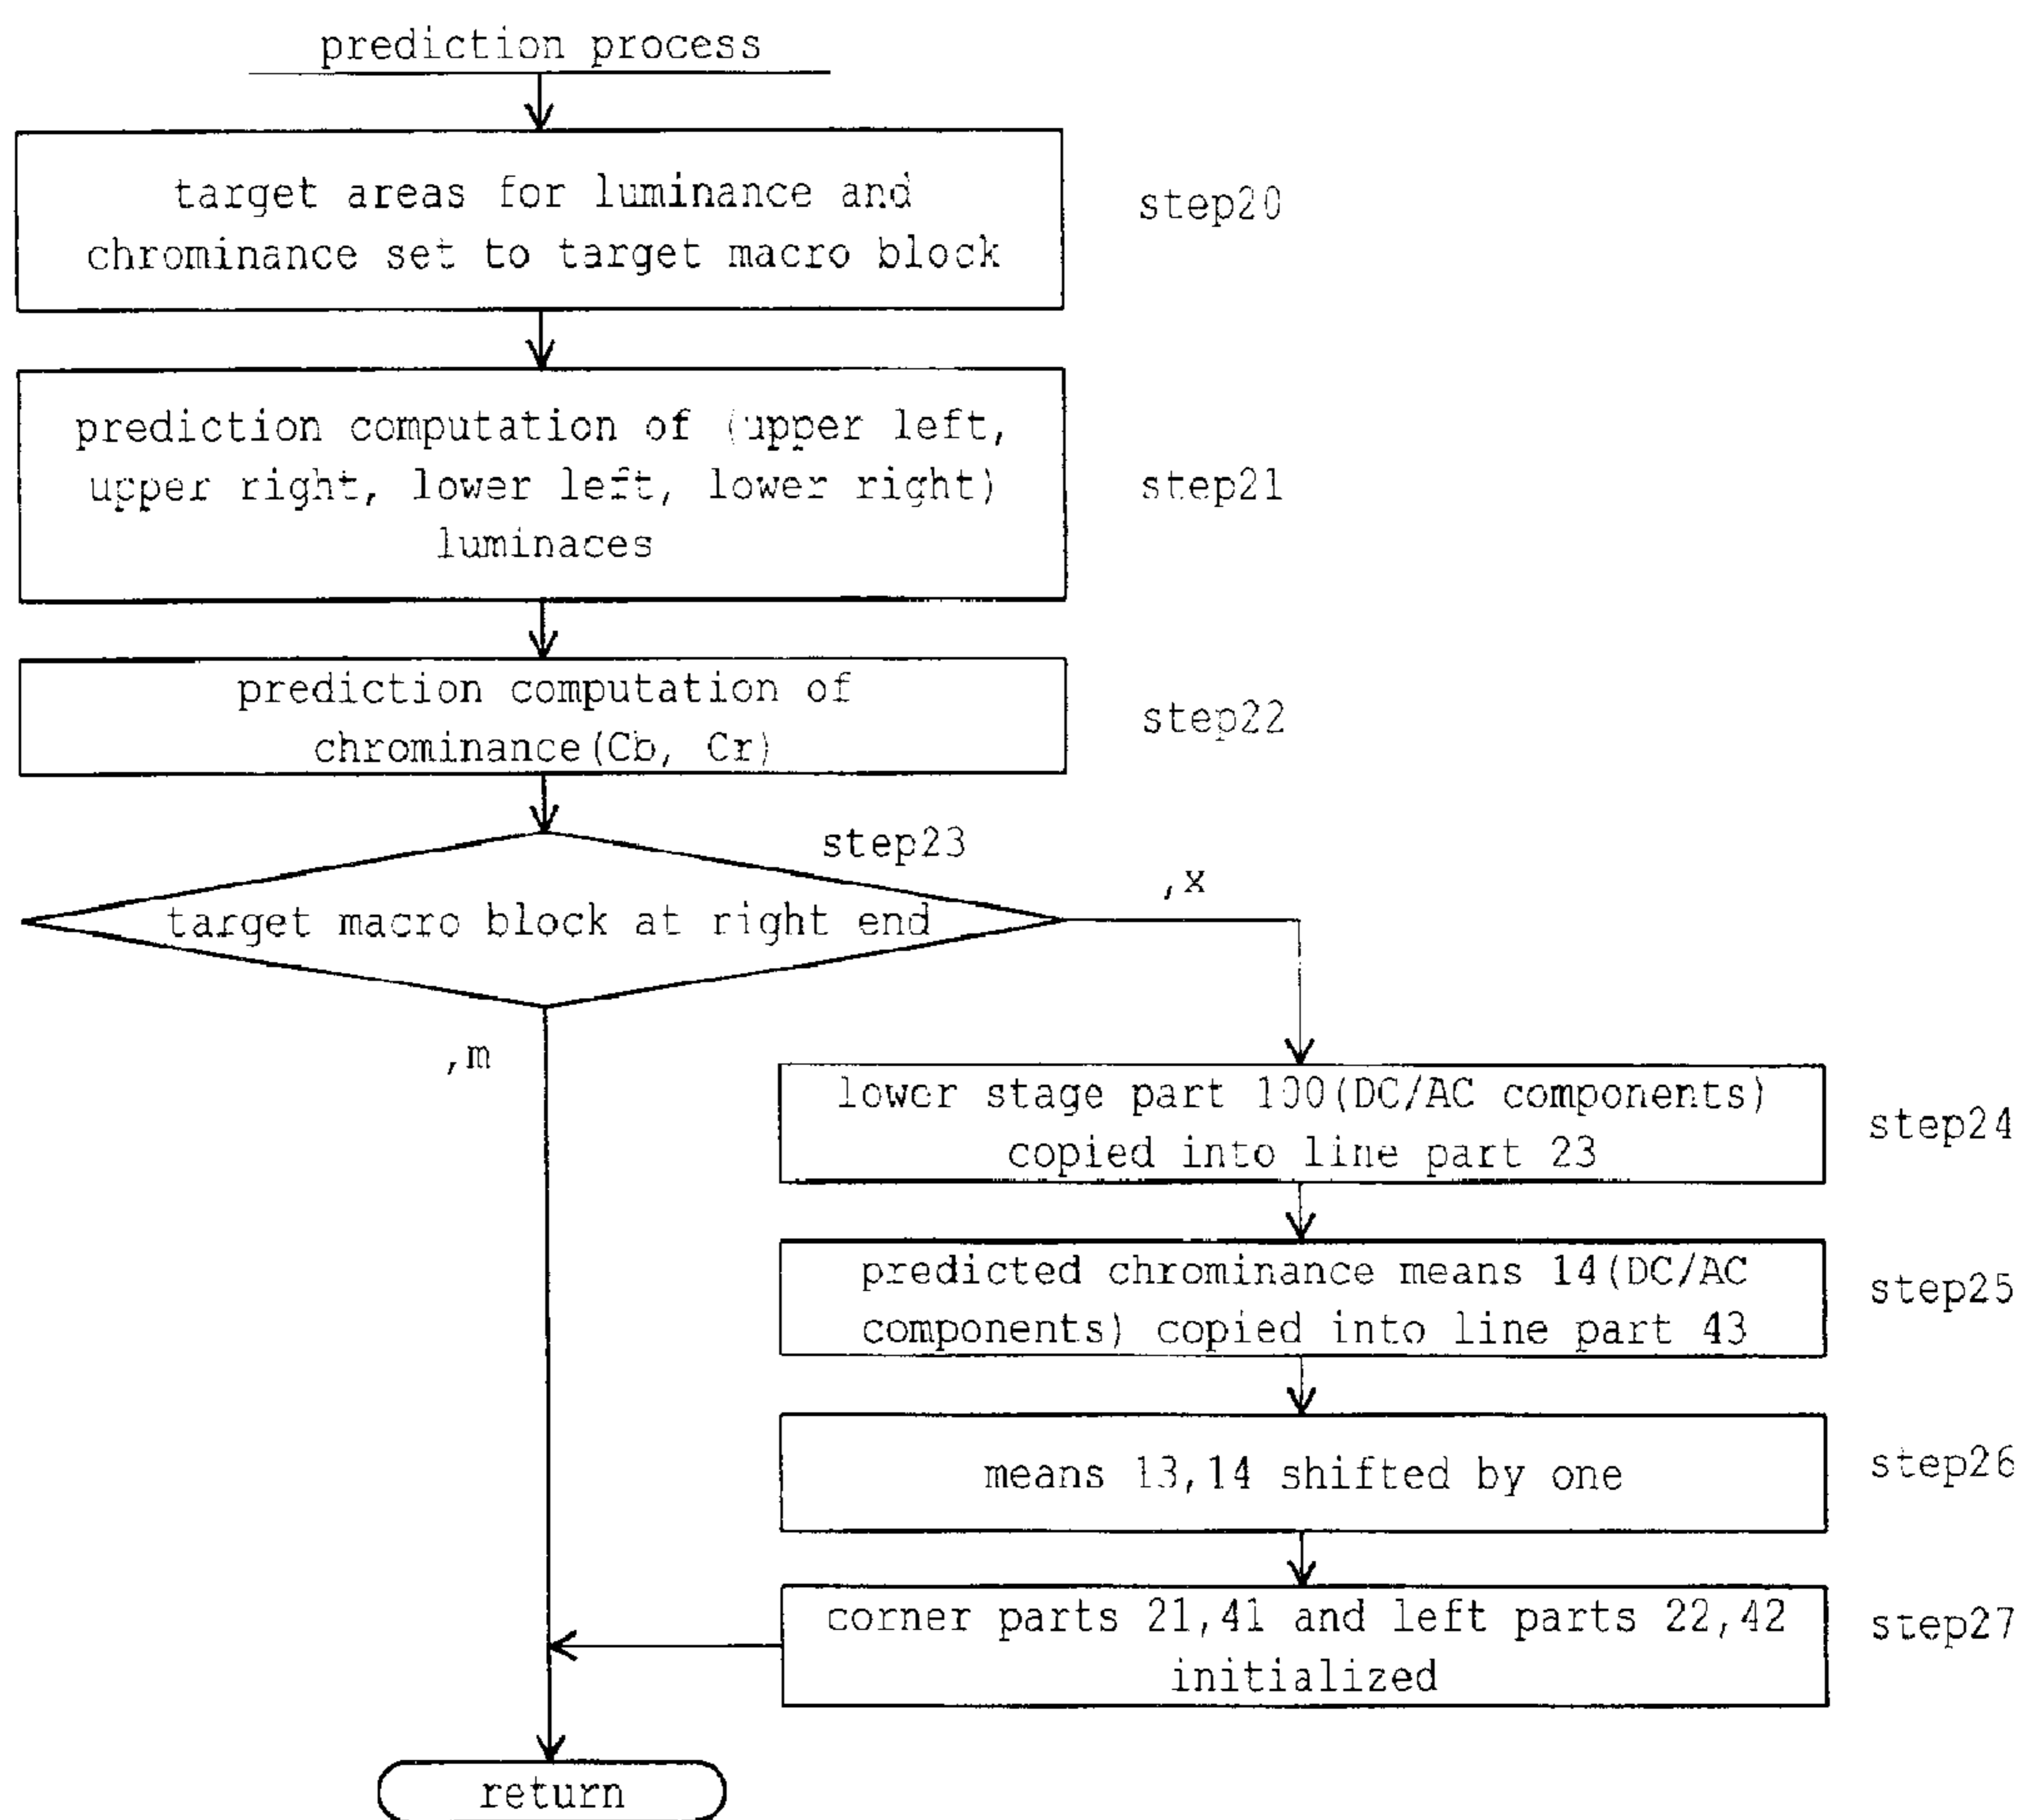 prediction process
target areas for luminance and
chrominance set to target macro block
step20
prediction computation of (upper left,
upper right, lower left, lower right)
luminaces
step21
prediction computation of
chrominance(Cb, Cr)
step22
step23
target macro block at right end
,x
,m
lower stage part 100(DC/AC components)
copied into line part 23
step24
predicted chrominance means 14(DC/AC
components) copied into line part 43
step25
means 13,14 shifted by one
step26
corner parts 21,41 and left parts 22,42
initialized
step27
return